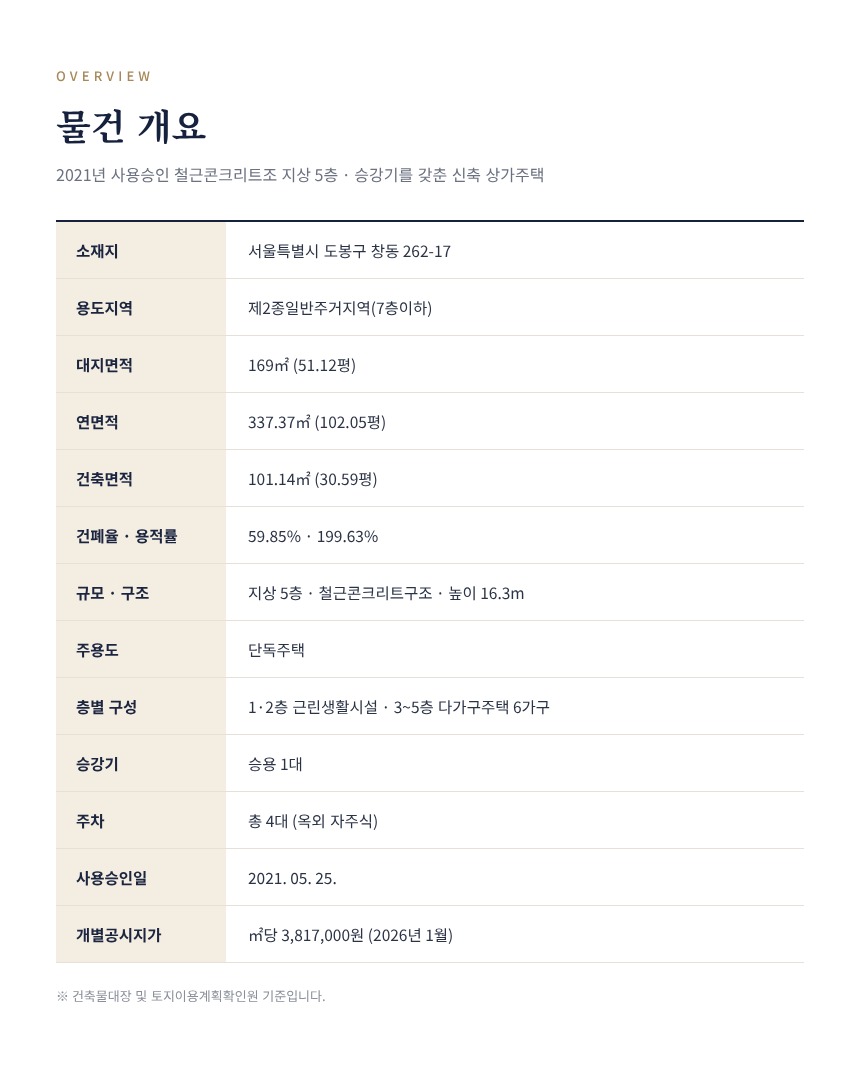 OVERVIEW
물건 개요
2021년 사용승인 철근콘크리트조 지상 5층 · 승강기를 갖춘 신축 상가주택
소재지 서울특별시 도봉구 창동 262-17
용도지역 제2종일반주거지역(7층이하)
대지면적 169㎡ (51.12평)
연면적 337.37㎡ (102.05평)
건축면적 101.14㎡ (30.59평)
건폐율 · 용적률 59.85% · 199.63%
규모 · 구조 지상 5층 · 철근콘크리트구조 · 높이 16.3m
주용도 단독주택
층별 구성 1·2층 근린생활시설 · 3~5층 다가구주택 6가구
승강기 승용 1대
주차 총 4대 (옥외 자주식)
사용승인일 2021. 05. 25.
개별공시지가 ㎡당 3,817,000원 (2026년 1월)
※ 건축물대장 및 토지이용계획확인원 기준입니다.